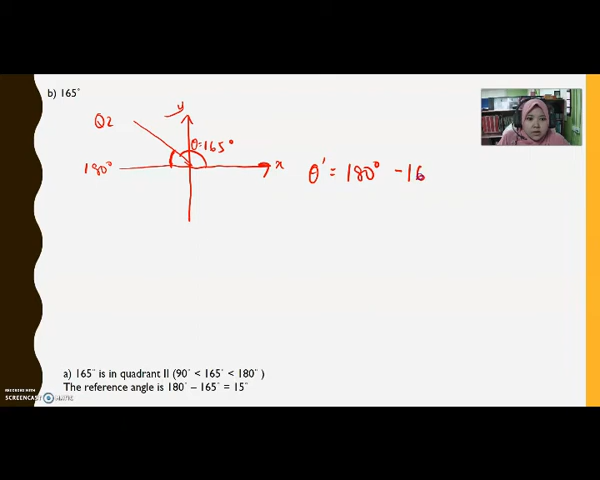 b) 165°
y
Q2
θ=165°
180°
x
θ' = 180° - 16
a) 165° is in quadrant II (90° < 165° < 180° )
The reference angle is 180° – 165° = 15°
RECORDED WITH
SCREENCAST MATIC